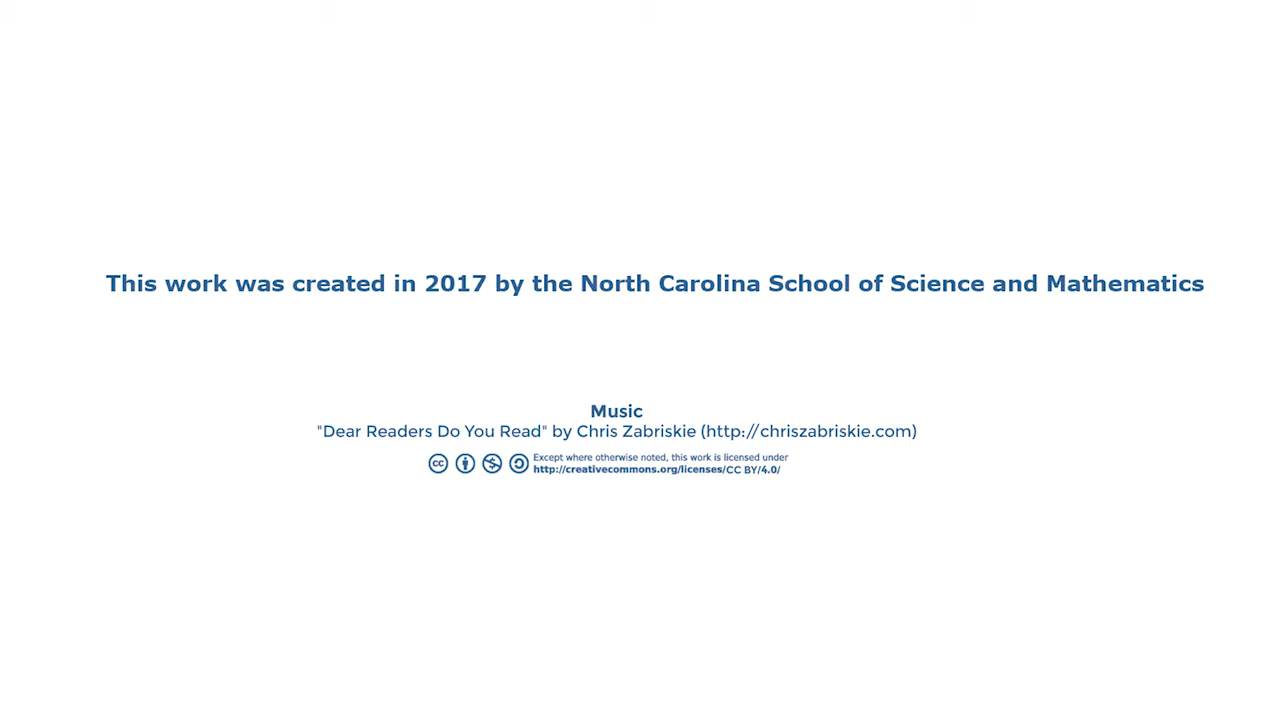 This work was created in 2017 by the North Carolina School of Science and Mathematics
Music
"Dear Readers Do You Read" by Chris Zabriskie (http://chriszabriskie.com)
Except where otherwise noted, this work is licensed under
http://creativecommons.org/licenses/CC BY/4.0/